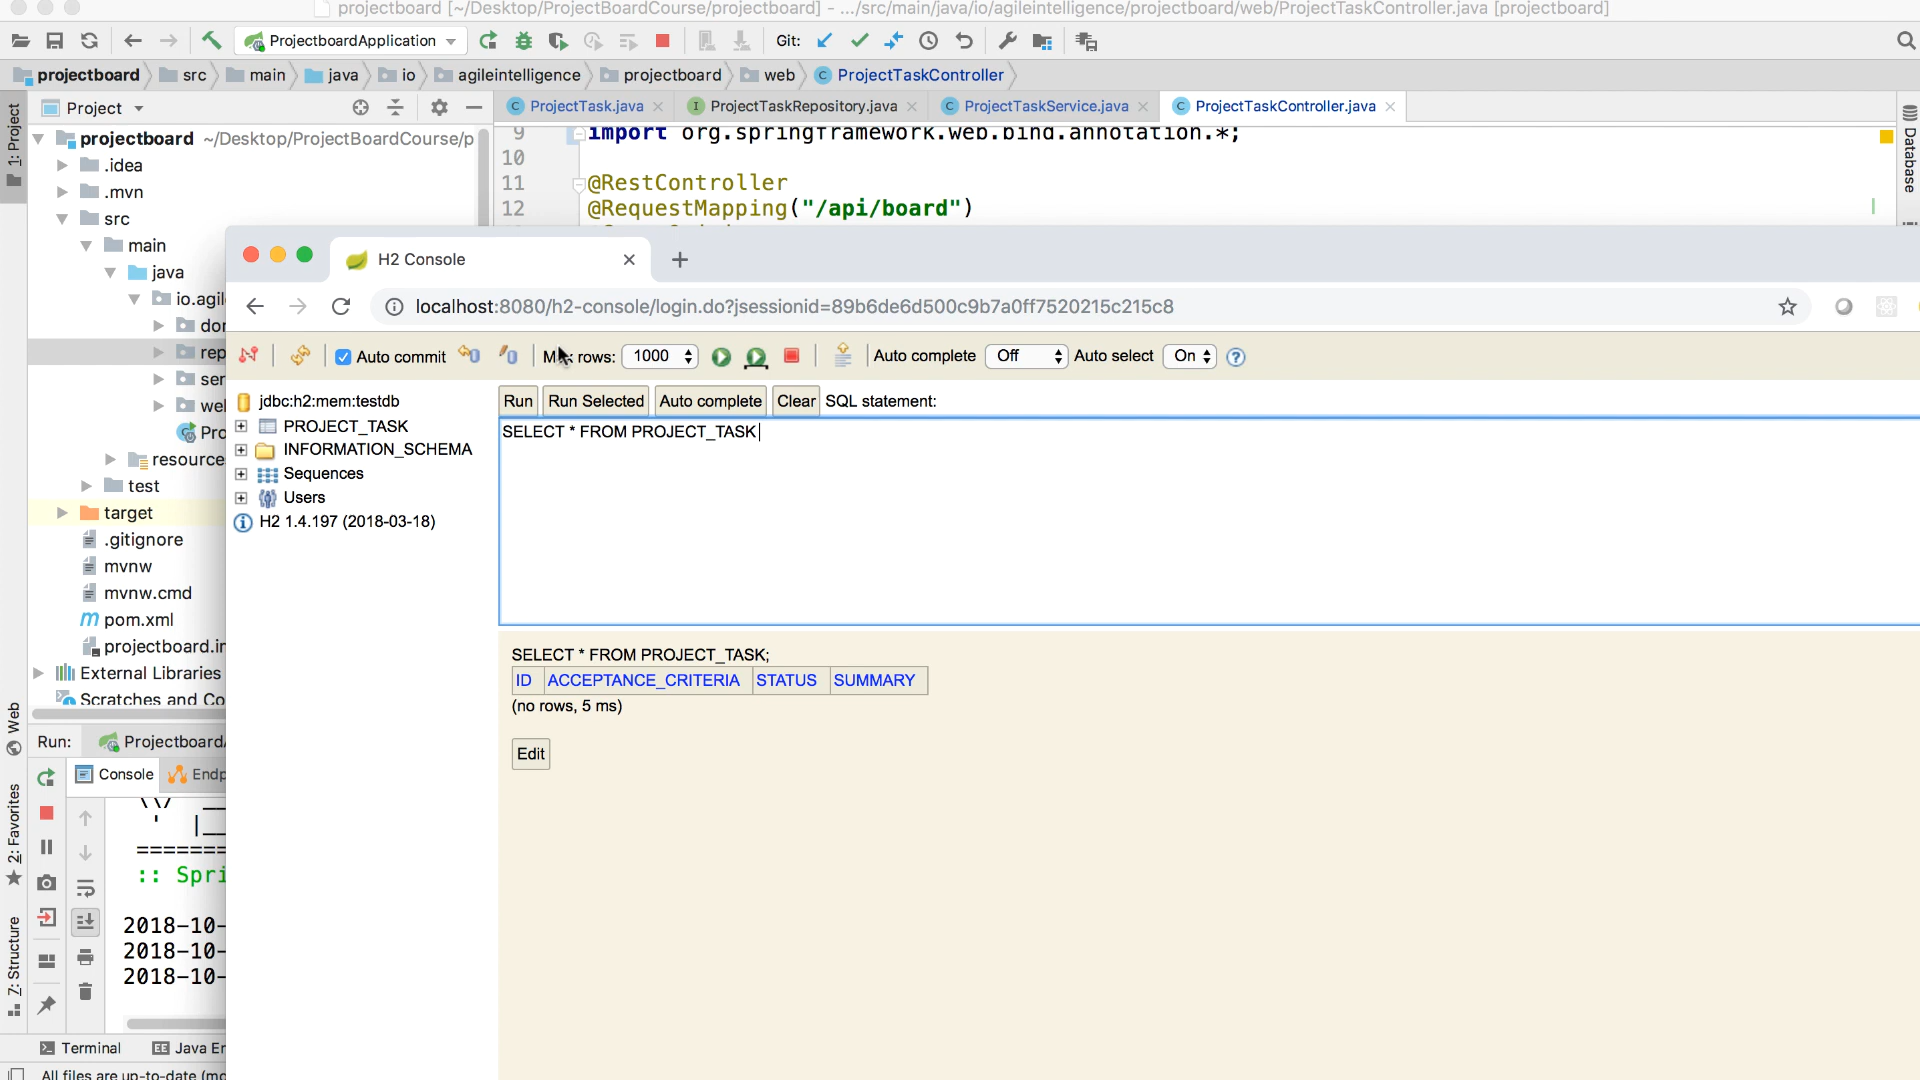 projectboard [~/Desktop/ProjectBoardCourse/projectboard] - .../src/main/java/io/agileintelligence/projectboard/web/ProjectTaskController.java [projectboard]
ProjectboardApplication
Git:
projectboard
src
main
java
io
agileintelligence
projectboard
web
ProjectTaskController
1: Project
Project
ProjectTask.java
ProjectTaskRepository.java
ProjectTaskService.java
ProjectTaskController.java
Database
projectboard ~/Desktop/ProjectBoardCourse/p
.idea
.mvn
src
main
java
io.agil
dor
rep
ser
wel
Pro
resource
test
target
.gitignore
mvnw
mvnw.cmd
pom.xml
projectboard.in
External Libraries
Scratches and Co
9 import org.springframework.web.bind.annotation.*;
10
11 @RestController
12 @RequestMapping("/api/board")
H2 Console
localhost:8080/h2-console/login.do?jsessionid=89b6de6d500c9b7a0ff7520215c215c8
Auto commit
rows: 1000
Auto complete Off
Auto select On
jdbc:h2:mem:testdb
PROJECT_TASK
INFORMATION_SCHEMA
Sequences
Users
H2 1.4.197 (2018-03-18)
Run
Run Selected
Auto complete
Clear
SQL statement:
SELECT * FROM PROJECT_TASK
SELECT * FROM PROJECT_TASK;
ID ACCEPTANCE_CRITERIA STATUS SUMMARY
(no rows, 5 ms)
Edit
Web
2: Favorites
7: Structure
Run:
Projectboard
Console
Endp
:: Spri
2018-10-
2018-10-
2018-10-
Terminal
Java Er
All files are up-to-date (mo